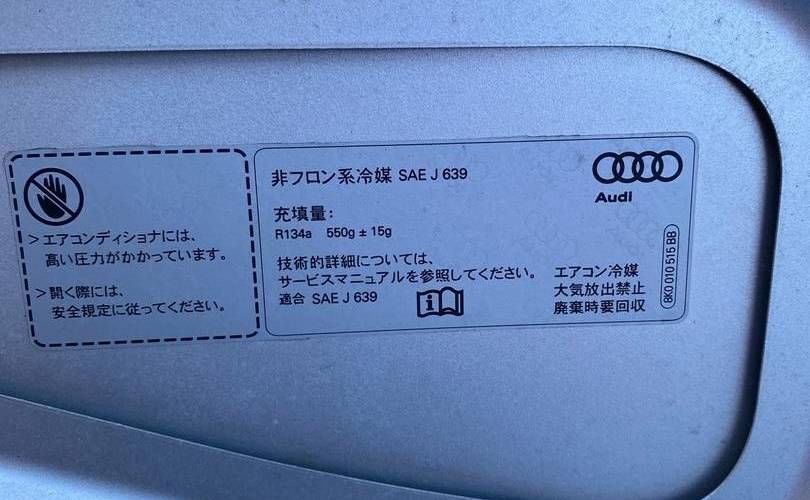 > エアコンディショナには、
高い圧力がかかっています。
> 開く際には、
安全規定に従ってください。
非フロン系冷媒 SAE J 639
充填量：
R134a 550g ± 15g
技術的詳細については、
サービスマニュアルを参照してください。
適合 SAE J 639
Audi
エアコン冷媒
大気放出禁止
廃棄時要回収
8K0 010 515 BB